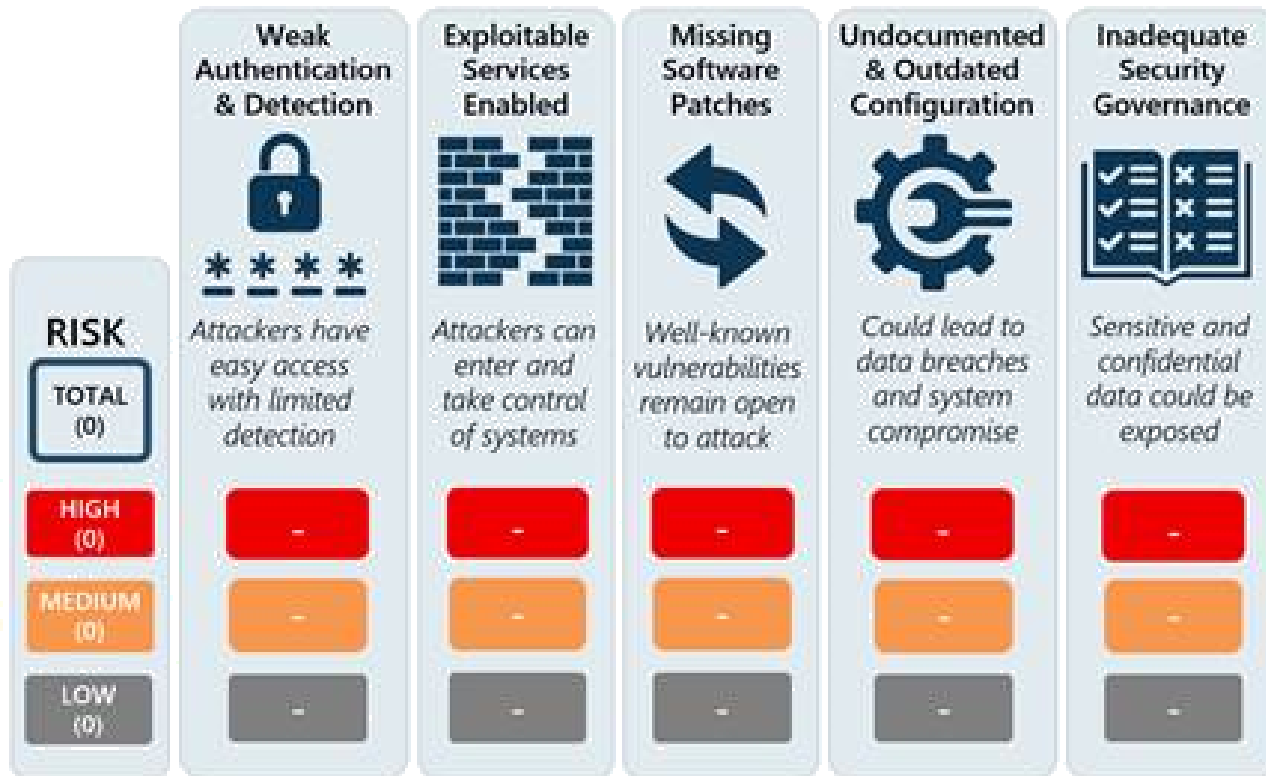 Weak
Authentication
& Detection
* * * *
Attackers have
easy access
with limited
detection
-
-
-
Exploitable
Services
Enabled
Attackers can
enter and
take control
of systems
-
-
-
Missing
Software
Patches
Well-known
vulnerabilities
remain open
to attack
-
-
-
Undocumented
& Outdated
Configuration
Could lead to
data breaches
and system
compromise
-
-
-
Inadequate
Security
Governance
Sensitive and
confidential
data could be
exposed
-
-
-
RISK
TOTAL
(0)
HIGH
(0)
MEDIUM
(0)
LOW
(0)